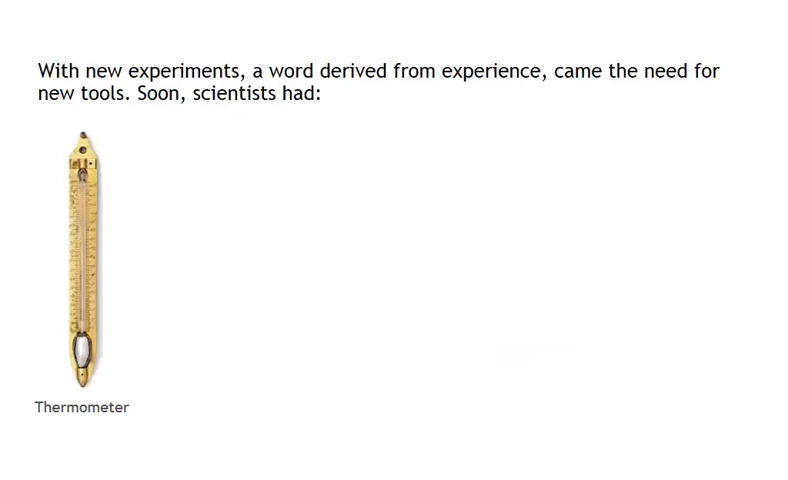 With new experiments, a word derived from experience, came the need for
new tools. Soon, scientists had:
Thermometer